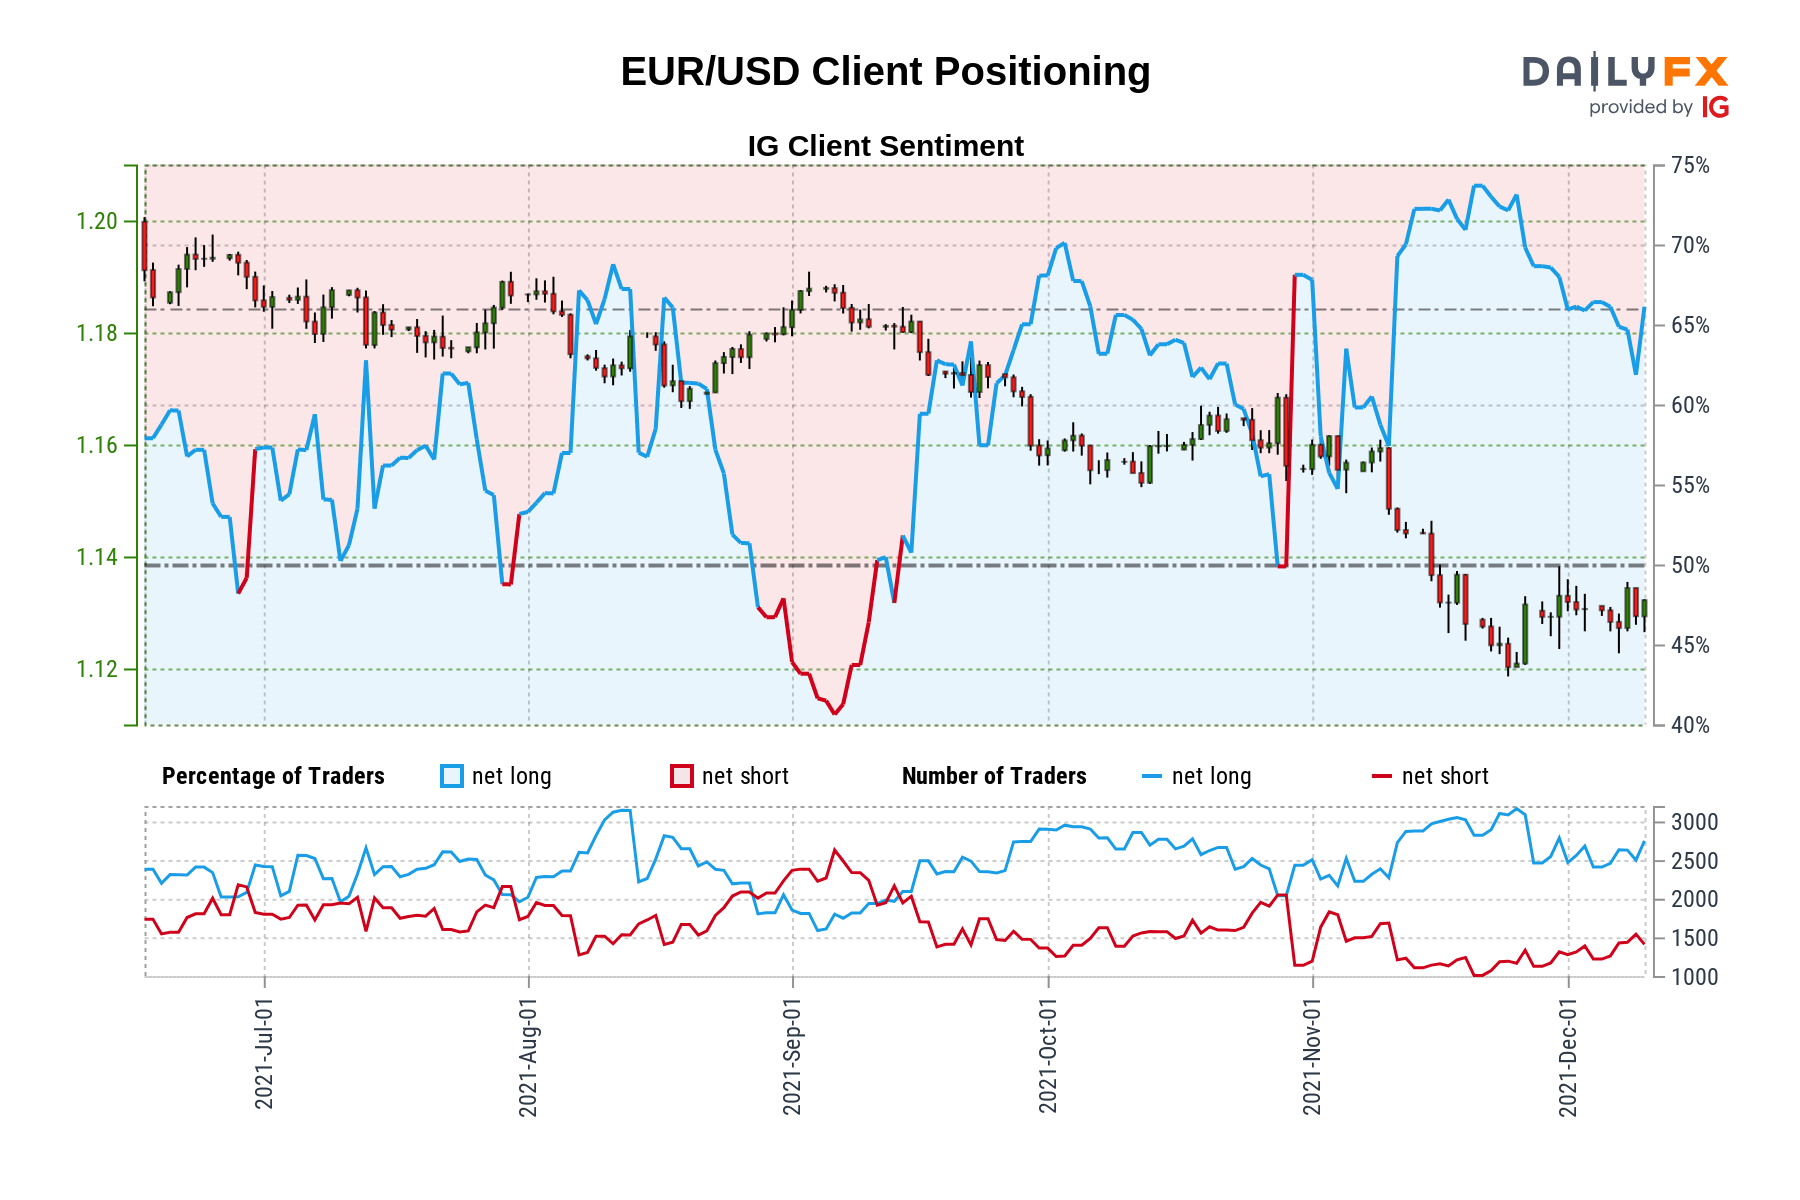 EUR/USD Client Positioning
DAILYFX
provided by IG
IG Client Sentiment
1.20
1.18
1.16
1.14
1.12
75%
70%
65%
60%
55%
50%
45%
40%
Percentage of Traders net long net short Number of Traders net long net short
3000
2500
2000
1500
1000
2021-Jul-01
2021-Aug-01
2021-Sep-01
2021-Oct-01
2021-Nov-01
2021-Dec-01